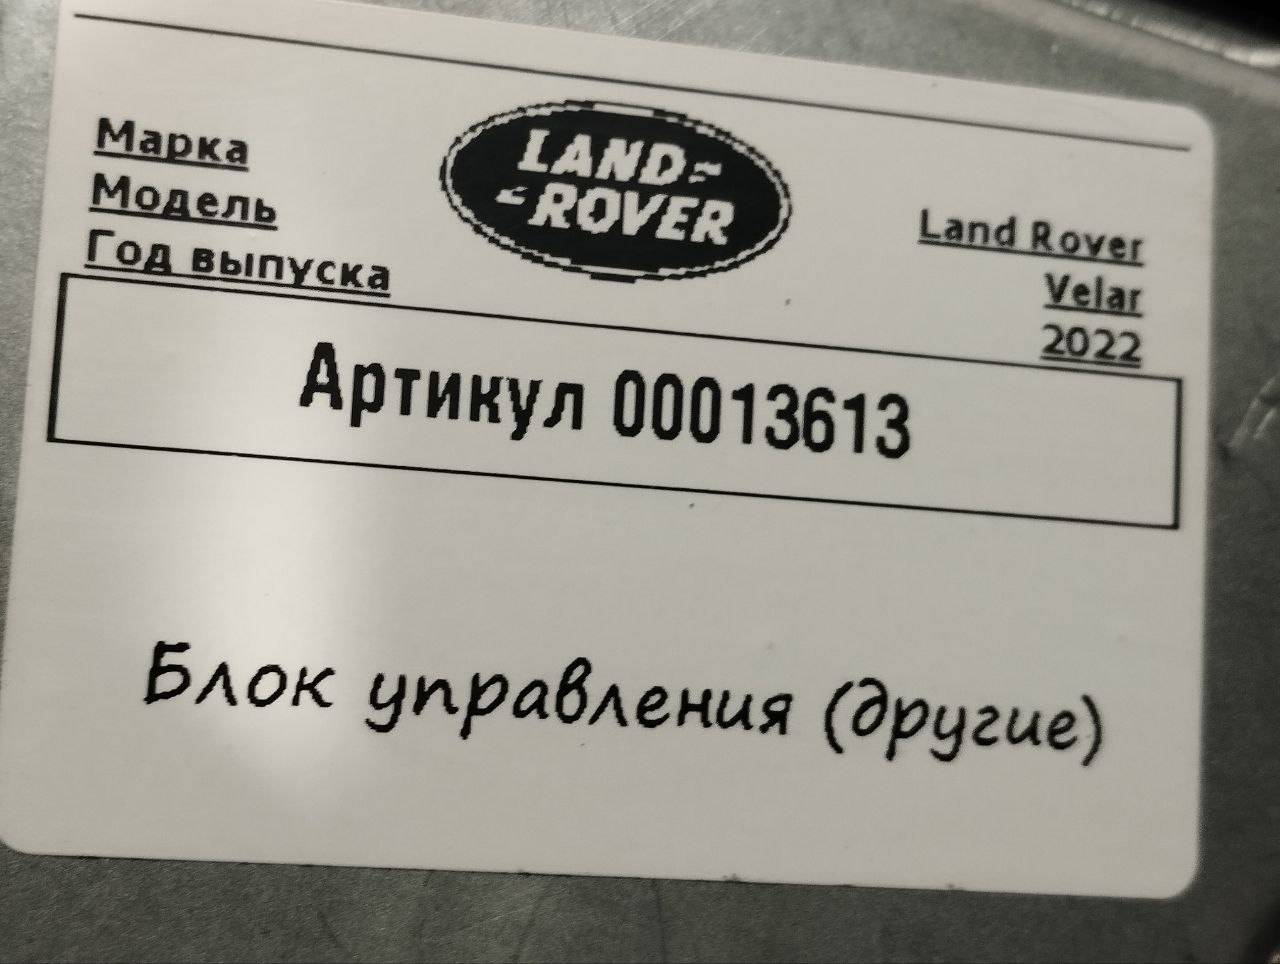 Марка
Модель
Год выпуска
LAND
ROVER
Land Rover
Velar
2022
Артикул 00013613
Блок управления (другие)